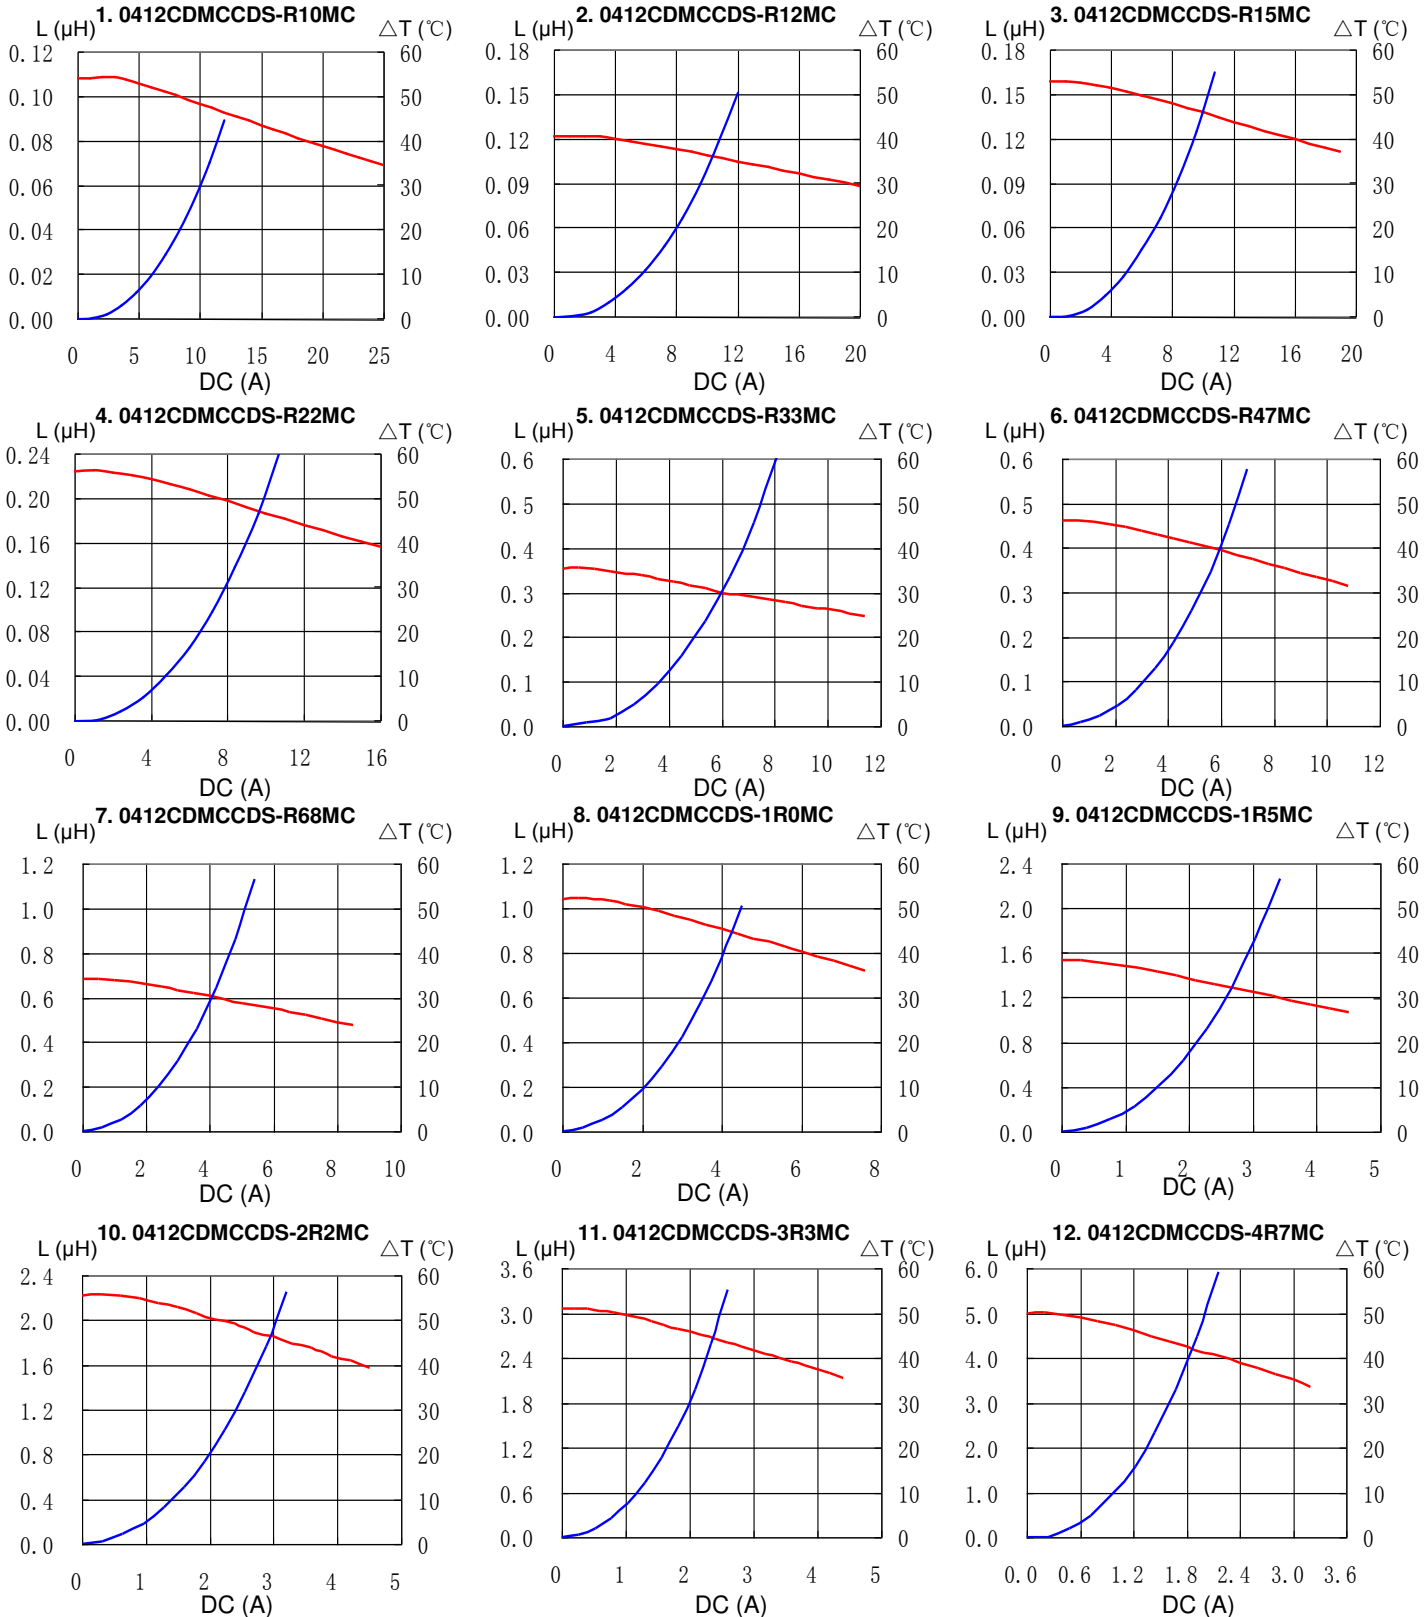 1. 0412CDMCCDS-R10MC
L (µH)
△T (℃)
0.12
0.10
0.08
0.06
0.04
0.02
0.00
60
50
40
30
20
10
0
0 5 10 15 20 25
DC (A)
2. 0412CDMCCDS-R12MC
L (µH)
△T (℃)
0.18
0.15
0.12
0.09
0.06
0.03
0.00
60
50
40
30
20
10
0
0 4 8 12 16 20
DC (A)
3. 0412CDMCCDS-R15MC
L (µH)
△T (℃)
0.18
0.15
0.12
0.09
0.06
0.03
0.00
60
50
40
30
20
10
0
0 4 8 12 16 20
DC (A)
4. 0412CDMCCDS-R22MC
L (µH)
△T (℃)
0.24
0.20
0.16
0.12
0.08
0.04
0.00
60
50
40
30
20
10
0
0 4 8 12 16
DC (A)
5. 0412CDMCCDS-R33MC
L (µH)
△T (℃)
0.6
0.5
0.4
0.3
0.2
0.1
0.0
60
50
40
30
20
10
0
0 2 4 6 8 10 12
DC (A)
6. 0412CDMCCDS-R47MC
L (µH)
△T (℃)
0.6
0.5
0.4
0.3
0.2
0.1
0.0
60
50
40
30
20
10
0
0 2 4 6 8 10 12
DC (A)
7. 0412CDMCCDS-R68MC
L (µH)
△T (℃)
1.2
1.0
0.8
0.6
0.4
0.2
0.0
60
50
40
30
20
10
0
0 2 4 6 8 10
DC (A)
8. 0412CDMCCDS-1R0MC
L (µH)
△T (℃)
1.2
1.0
0.8
0.6
0.4
0.2
0.0
60
50
40
30
20
10
0
0 2 4 6 8
DC (A)
9. 0412CDMCCDS-1R5MC
L (µH)
△T (℃)
2.4
2.0
1.6
1.2
0.8
0.4
0.0
60
50
40
30
20
10
0
0 1 2 3 4 5
DC (A)
10. 0412CDMCCDS-2R2MC
L (µH)
△T (℃)
2.4
2.0
1.6
1.2
0.8
0.4
0.0
60
50
40
30
20
10
0
0 1 2 3 4 5
DC (A)
11. 0412CDMCCDS-3R3MC
L (µH)
△T (℃)
3.6
3.0
2.4
1.8
1.2
0.6
0.0
60
50
40
30
20
10
0
0 1 2 3 4 5
DC (A)
12. 0412CDMCCDS-4R7MC
L (µH)
△T (℃)
6.0
5.0
4.0
3.0
2.0
1.0
0.0
60
50
40
30
20
10
0
0.0 0.6 1.2 1.8 2.4 3.0 3.6
DC (A)